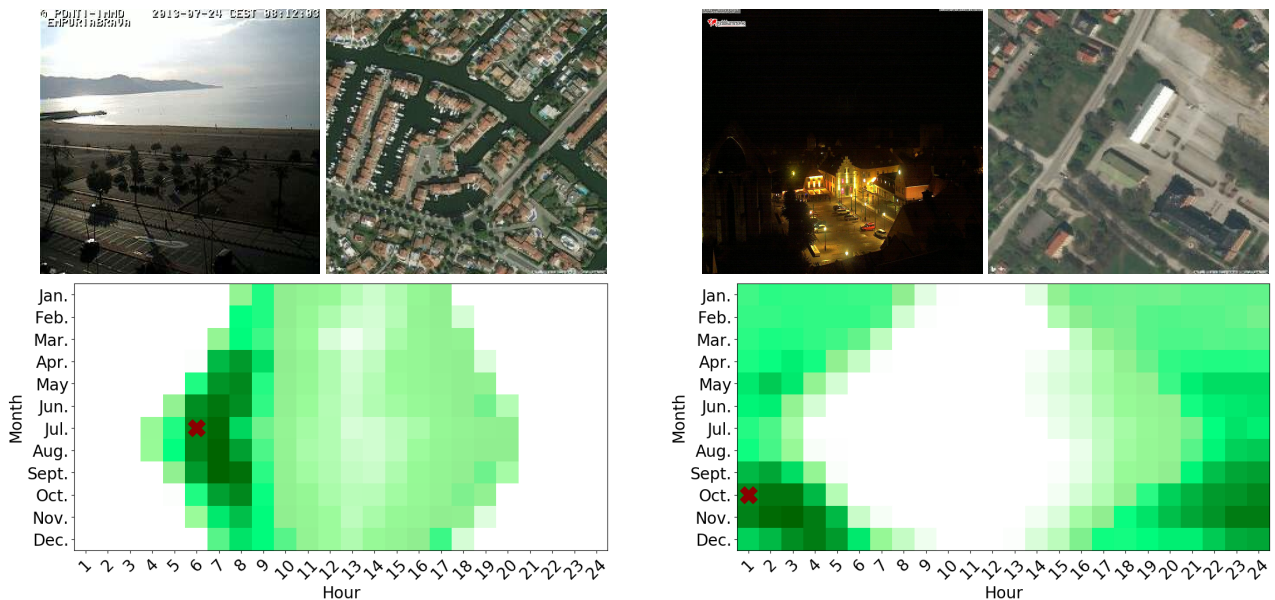 © PONTI-IMMO 2013-07-24 CEST 08:12:03
EMPURIABRAVA
Jan.
Feb.
Mar.
Apr.
May
Jun.
Jul.
Aug.
Sept.
Oct.
Nov.
Dec.
Month
1 2 3 4 5 6 7 8 9 10 11 12 13 14 15 16 17 18 19 20 21 22 23 24
Hour
Jan.
Feb.
Mar.
Apr.
May
Jun.
Jul.
Aug.
Sept.
Oct.
Nov.
Dec.
Month
1 2 3 4 5 6 7 8 9 10 11 12 13 14 15 16 17 18 19 20 21 22 23 24
Hour